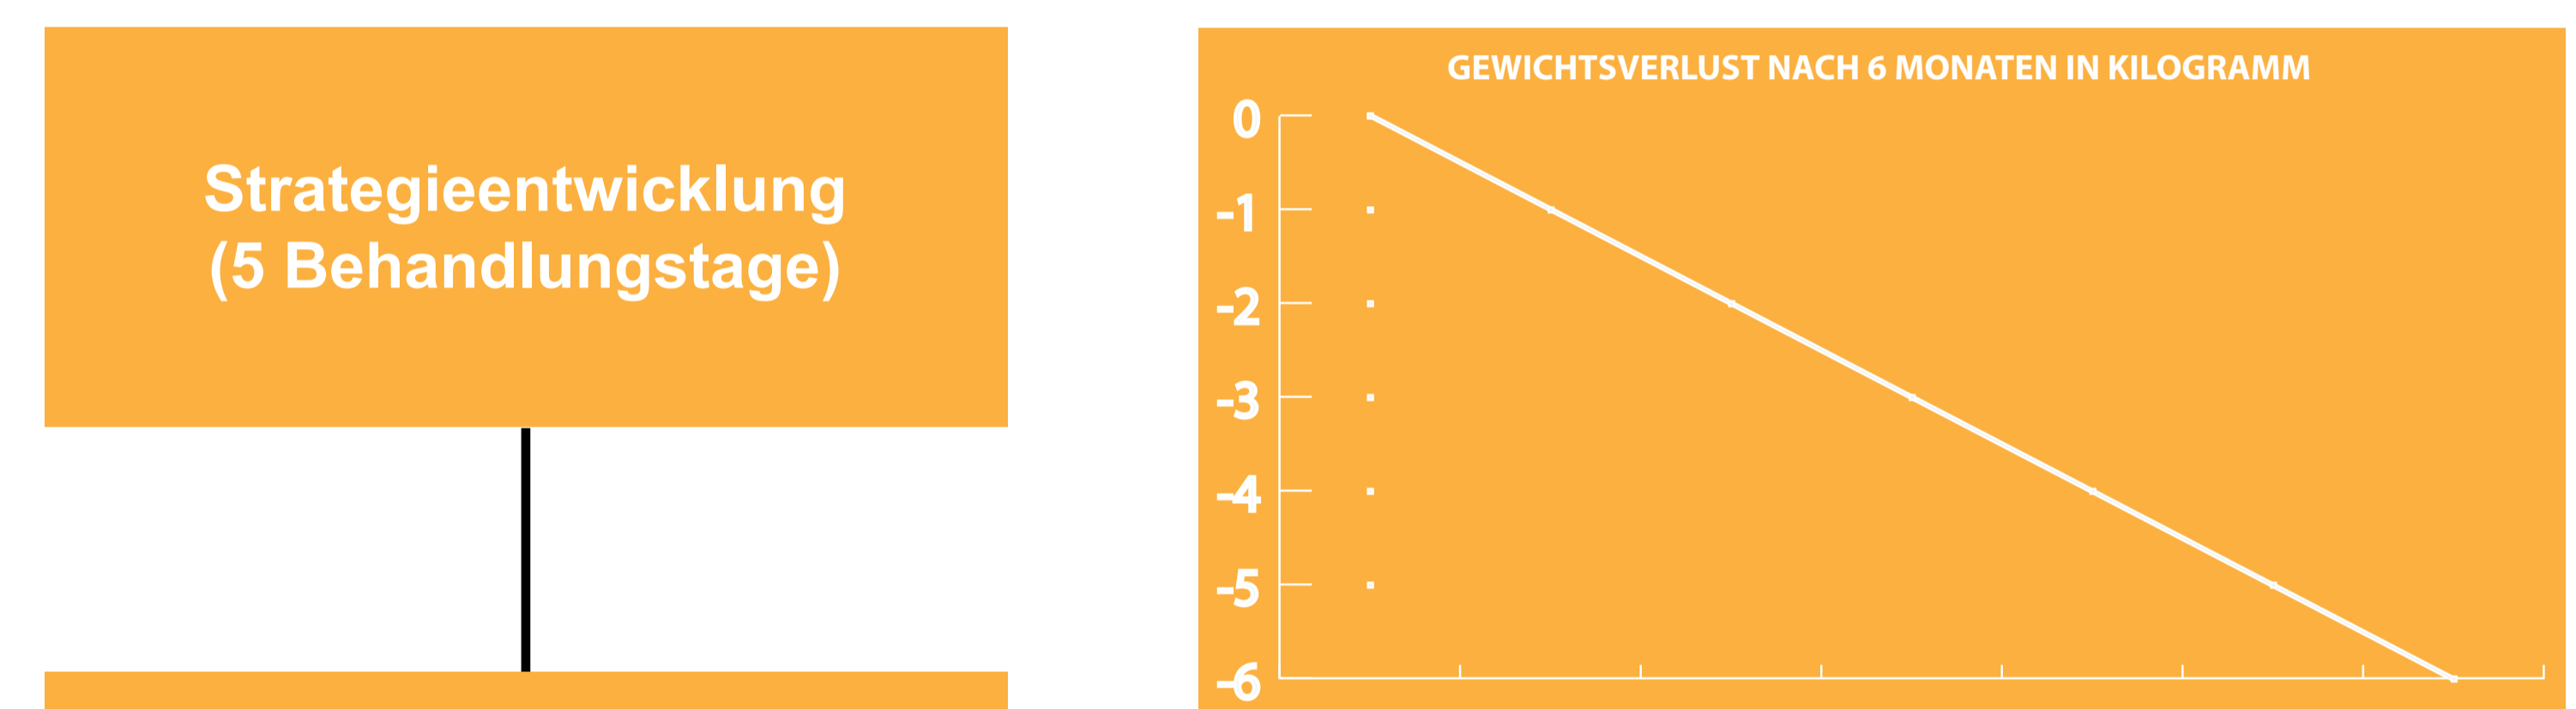 Strategieentwicklung
(5 Behandlungstage)
GEWICHTSVERLUST NACH 6 MONATEN IN KILOGRAMM
0
-1
-2
-3
-4
-5
-6